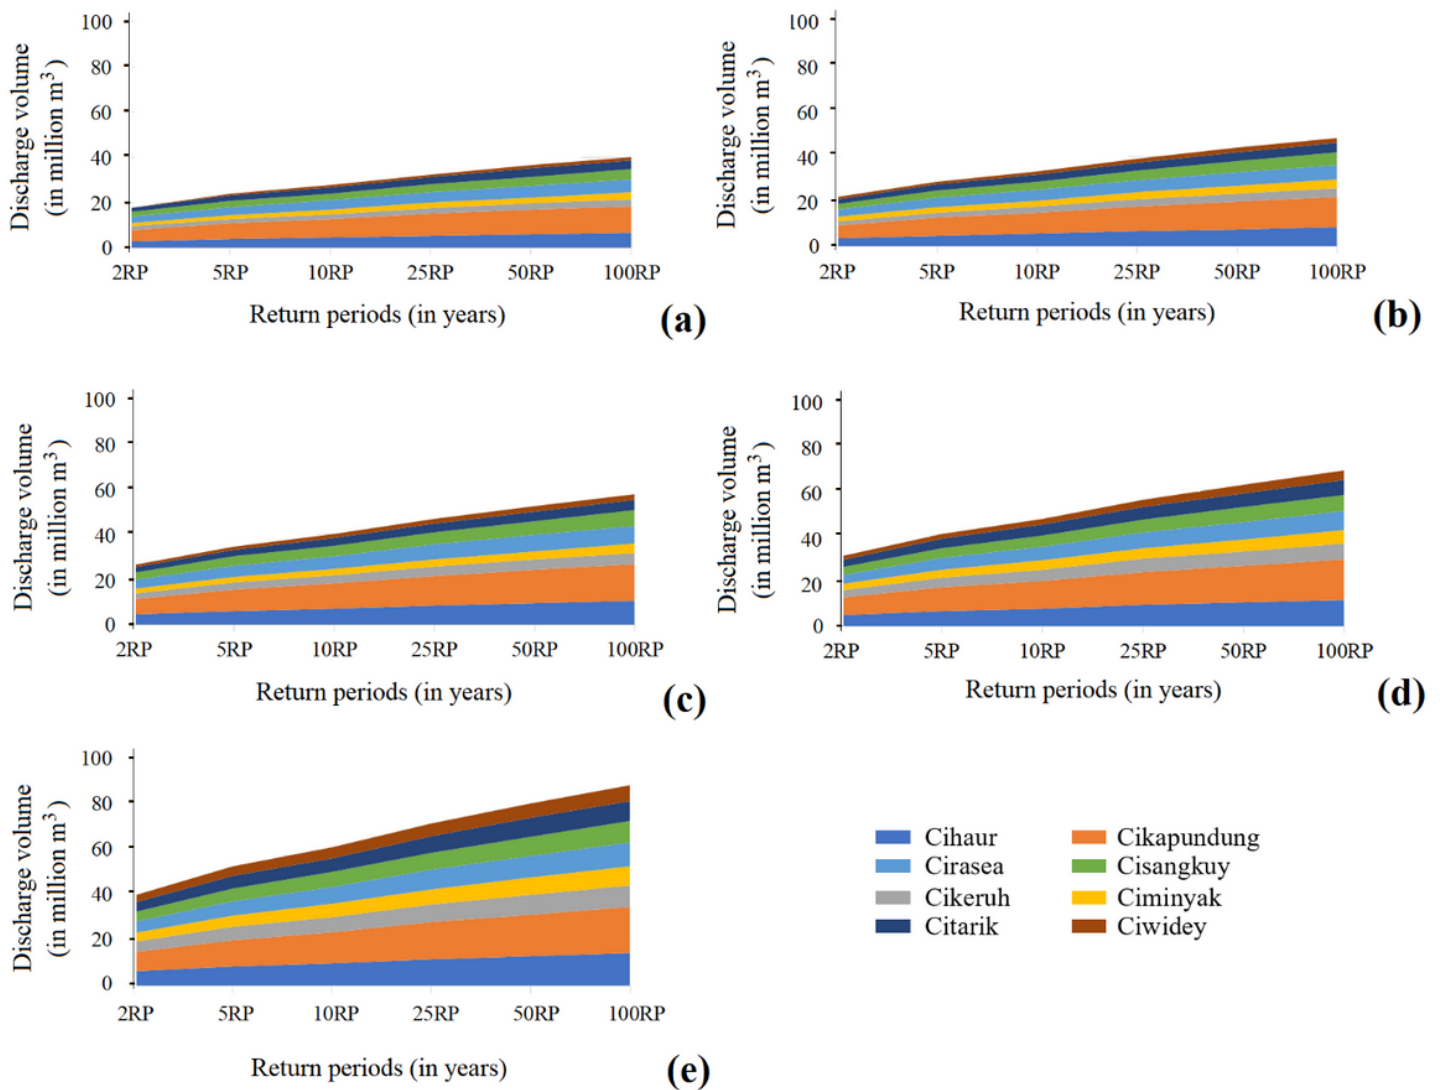 100
80
60
40
20
0
Discharge volume
(in million m³)
2RP 5RP 10RP 25RP 50RP 100RP
Return periods (in years)
(a)
100
80
60
40
20
0
Discharge volume
(in million m³)
2RP 5RP 10RP 25RP 50RP 100RP
Return periods (in years)
(b)
100
80
60
40
20
0
Discharge volume
(in million m³)
2RP 5RP 10RP 25RP 50RP 100RP
Return periods (in years)
(c)
100
80
60
40
20
0
Discharge volume
(in million m³)
2RP 5RP 10RP 25RP 50RP 100RP
Return periods (in years)
(d)
100
80
60
40
20
0
Discharge volume
(in million m³)
2RP 5RP 10RP 25RP 50RP 100RP
Return periods (in years)
(e)
Cihaur Cikapundung
Cirasea Cisangkuy
Cikeruh Ciminyak
Citarik Ciwidey